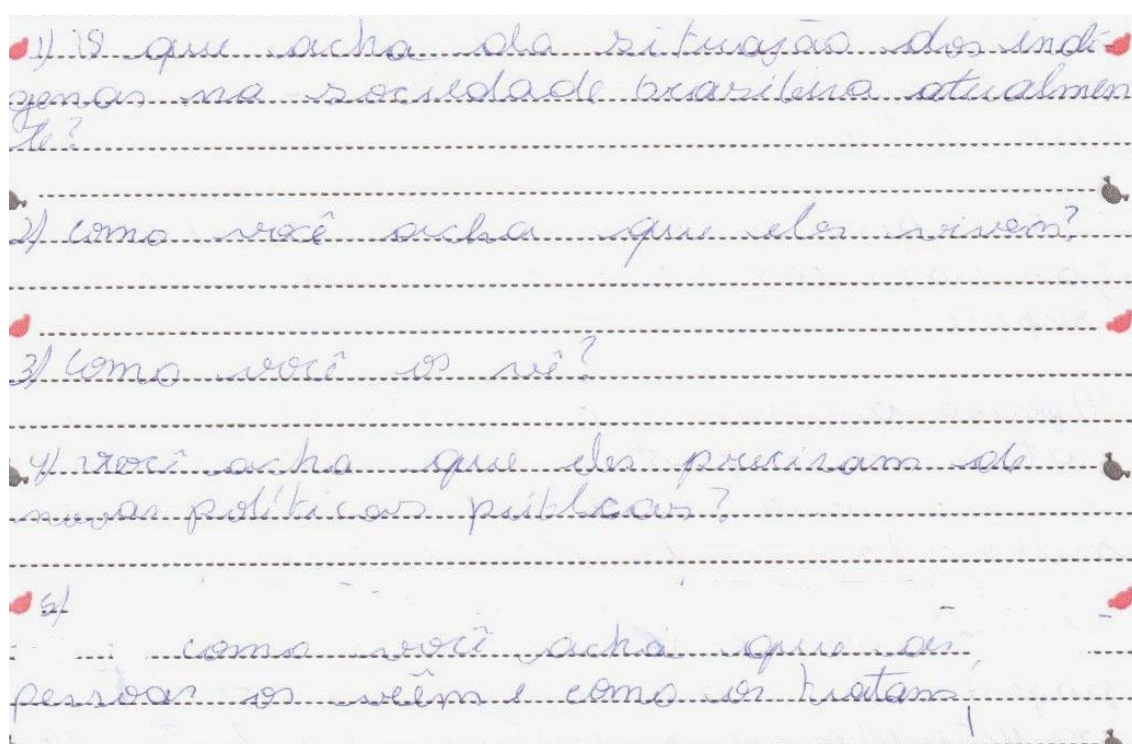 1) O que acha da situação dos indí-
genas na sociedade brasileira atualmen
te?
2) como você acha que eles vivem?
3) Como você os vê?
4) você acha que eles precisam de
novas políticas públicas?
5)
como você acha que as
pessoas os vêem e como os tratam